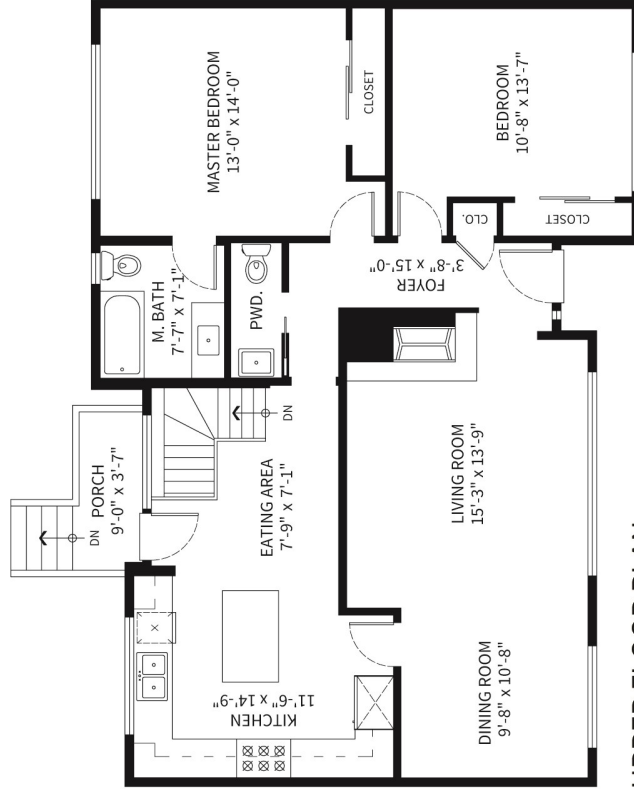 MASTER BEDROOM
13'-0" x 14'-0"
CLOSET
BEDROOM
10'-8" x 13'-7"
CLOSET
CLO.
FOYER
3'-8" x 15'-0"
M. BATH
7'-7" x 7'-1"
PWD.
DN
PORCH
9'-0" x 3'-7"
DN
EATING AREA
7'-9" x 7'-1"
LIVING ROOM
15'-3" x 13'-9"
KITCHEN
11'-6" x 14'-9"
DINING ROOM
9'-8" x 10'-8"
X